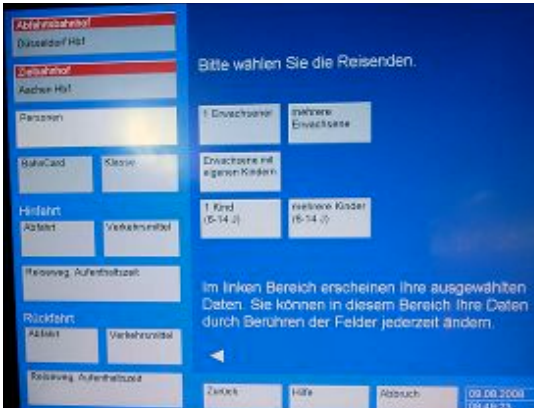 Abfahrtsbahnhof
Düsseldorf Hbf
Zielbahnhof
Aachen Hbf
Personen
BahnCard
Klasse
Hinfahrt
Abfahrt
Verkehrsmittel
Reiseweg, Aufenthaltszeit
Rückfahrt
Abfahrt
Verkehrsmittel
Reiseweg, Aufenthaltszeit
Bitte wählen Sie die Reisenden.
1 Erwachsener
mehrere
Erwachsene
Erwachsene mit
eigenen Kindern
1 Kind
(6-14 J)
mehrere Kinder
(6-14 J)
Im linken Bereich erscheinen Ihre ausgewählten
Daten. Sie können in diesem Bereich Ihre Daten
durch Berühren der Felder jederzeit ändern.
Zurück
Hilfe
Abbruch
09.08.2008